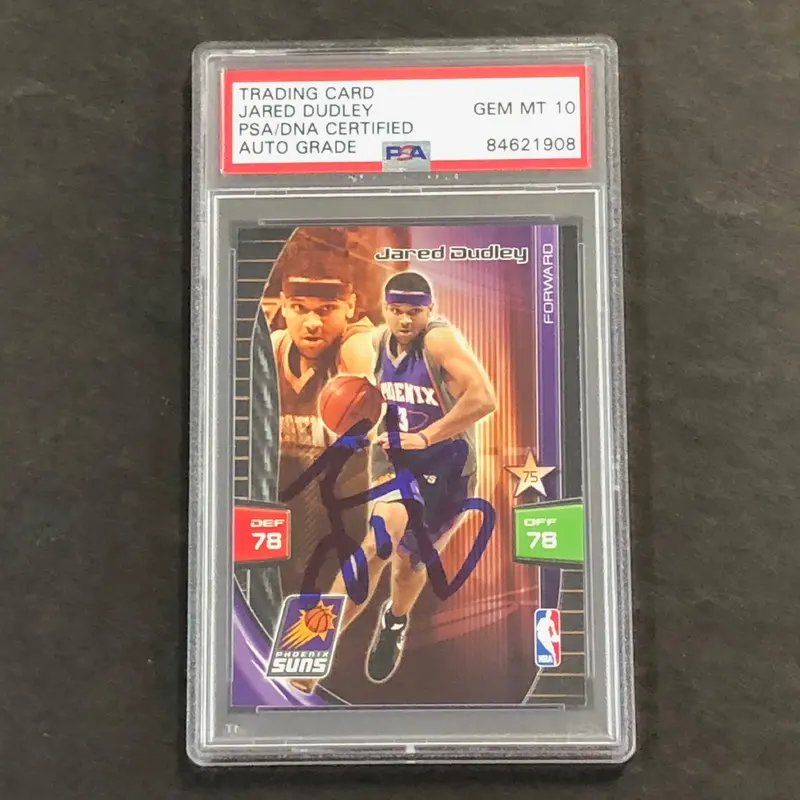 TRADING CARD
JARED DUDLEY GEM MT 10
PSA/DNA CERTIFIED
AUTO GRADE PSA 84621908
Jared Dudley
FORWARD
PHOENIX
3
75
DEF
78
OFF
78
PHOENIX
SUNS
NBA